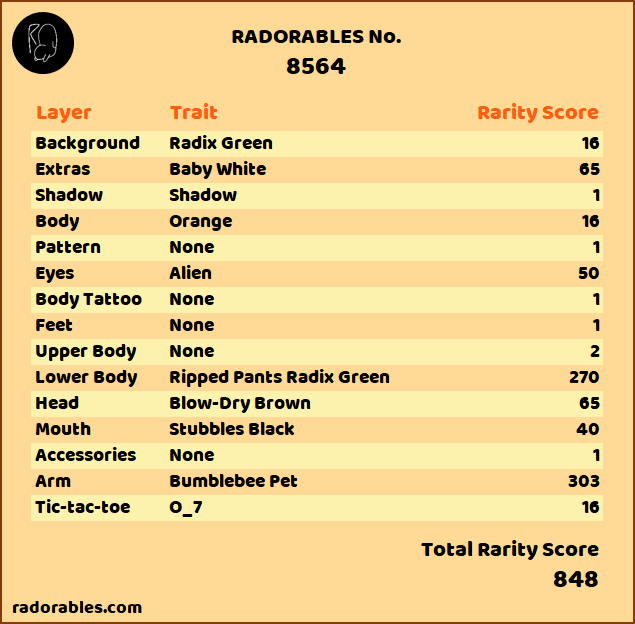 RADORABLES No.
8564
Layer Trait Rarity Score
Background Radix Green 16
Extras Baby White 65
Shadow Shadow 1
Body Orange 16
Pattern None 1
Eyes Alien 50
Body Tattoo None 1
Feet None 1
Upper Body None 2
Lower Body Ripped Pants Radix Green 270
Head Blow-Dry Brown 65
Mouth Stubbles Black 40
Accessories None 1
Arm Bumblebee Pet 303
Tic-tac-toe O_7 16
Total Rarity Score
848
radorables.com